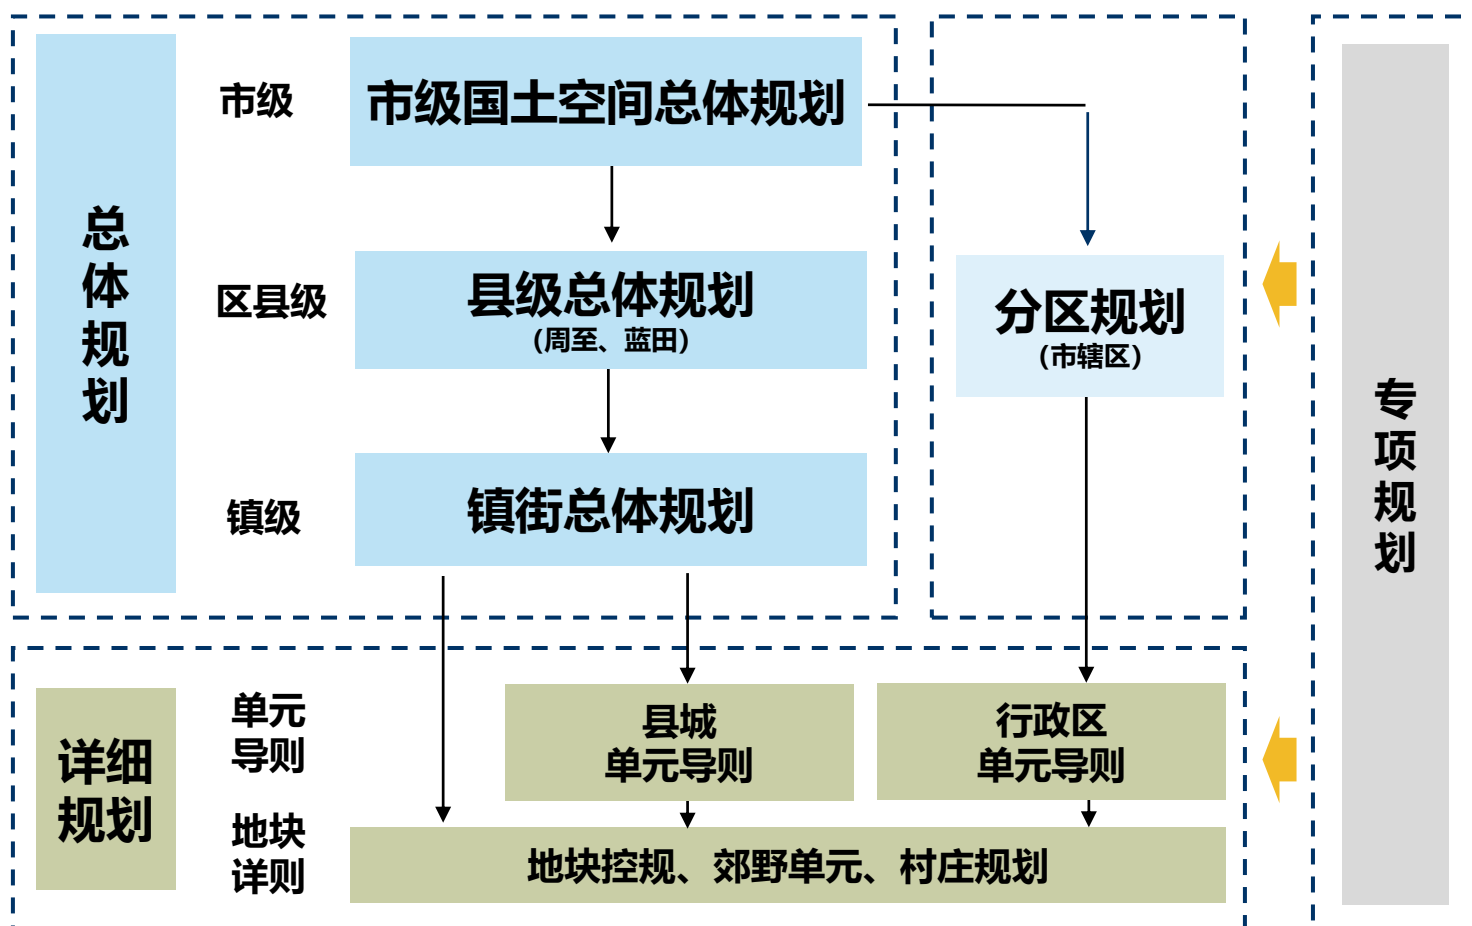 总体规划
市级
市级国土空间总体规划
区县级
县级总体规划
(周至、蓝田)
分区规划
(市辖区)
镇级
镇街总体规划
专项规划
详细
规划
单元
导则
县城
单元导则
行政区
单元导则
地块
详则
地块控规、郊野单元、村庄规划